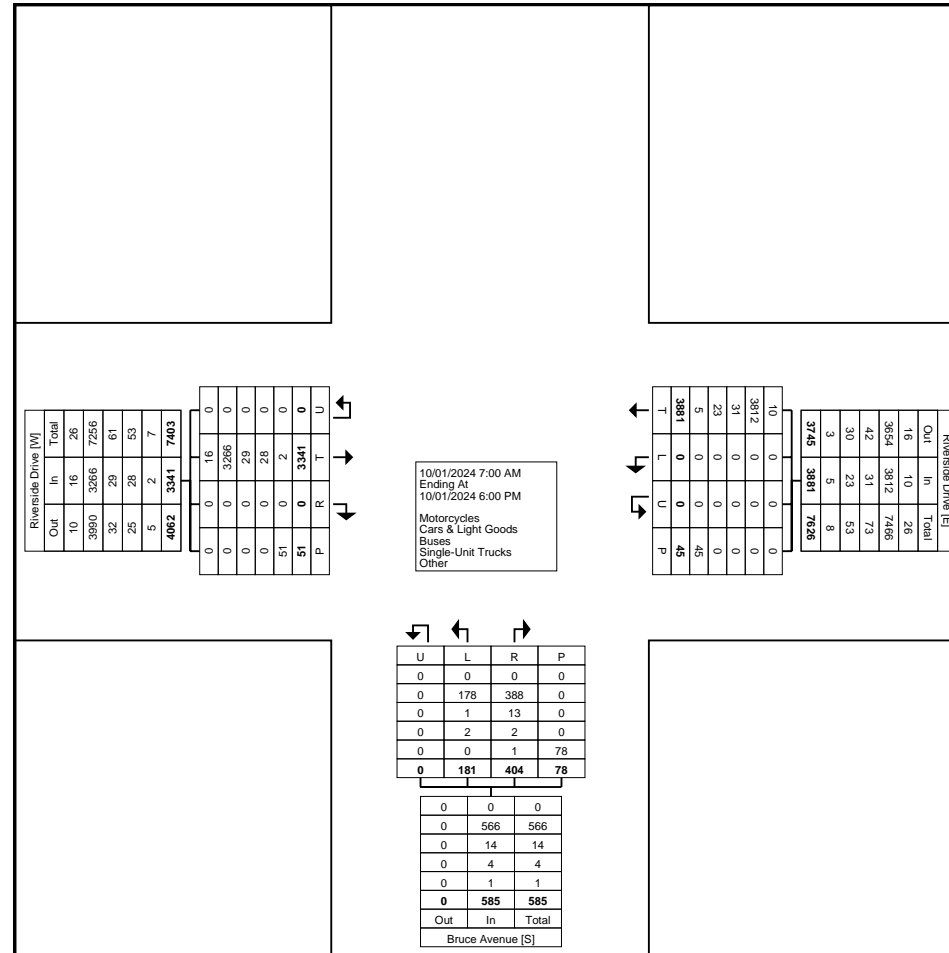 Riverside Drive [W]
Out In Total
10 16 26
3990 3266 7256
32 29 61
25 28 53
5 2 7
4062 3341 7403
0 0 16 0
0 0 3266 0
0 0 29 0
0 0 28 0
51 0 2 0
51 0 3341 0
P R T U
10/01/2024 7:00 AM
Ending At
10/01/2024 6:00 PM
Motorcycles
Cars & Light Goods
Buses
Single-Unit Trucks
Other
Riverside Drive [E]
Out In Total
16 10 26
3654 3812 7466
42 31 73
30 23 53
3 5 8
3745 3881 7626
10 0 0 0
3812 0 0 0
31 0 0 0
23 0 0 0
5 0 0 45
3881 0 0 45
T L U P
U L R P
0 0 0 0
0 178 388 0
0 1 13 0
0 2 2 0
0 0 1 78
0 181 404 78
0 0 0
0 566 566
0 14 14
0 4 4
0 1 1
0 585 585
Out In Total
Bruce Avenue [S]